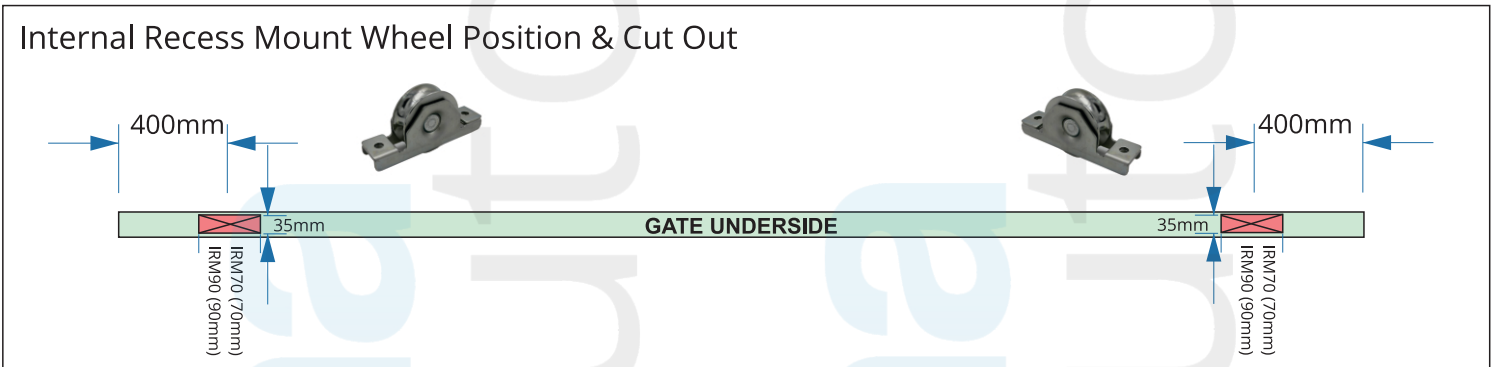 Internal Recess Mount Wheel Position & Cut Out
400mm
400mm
35mm
GATE UNDERSIDE
35mm
IRM70 (70mm)
IRM90 (90mm)
IRM70 (70mm)
IRM90 (90mm)